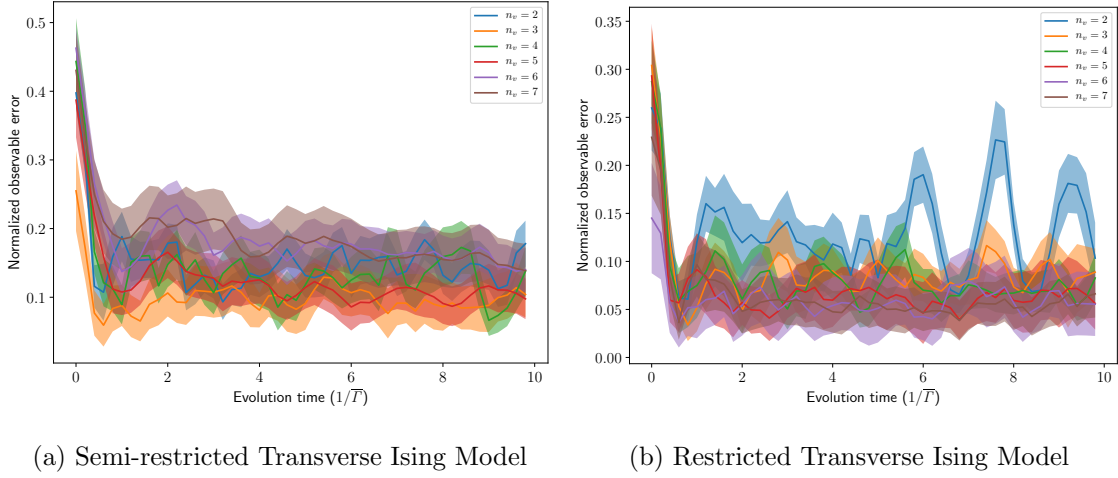 Normalized observable error
0.5
0.4
0.3
0.2
0.1
0
2
4
6
8
10
Evolution time (1/Γ̅)
n_v = 2
n_v = 3
n_v = 4
n_v = 5
n_v = 6
n_v = 7
(a) Semi-restricted Transverse Ising Model
Normalized observable error
0.35
0.30
0.25
0.20
0.15
0.10
0.05
0.00
0
2
4
6
8
10
Evolution time (1/Γ̅)
n_v = 2
n_v = 3
n_v = 4
n_v = 5
n_v = 6
n_v = 7
(b) Restricted Transverse Ising Model